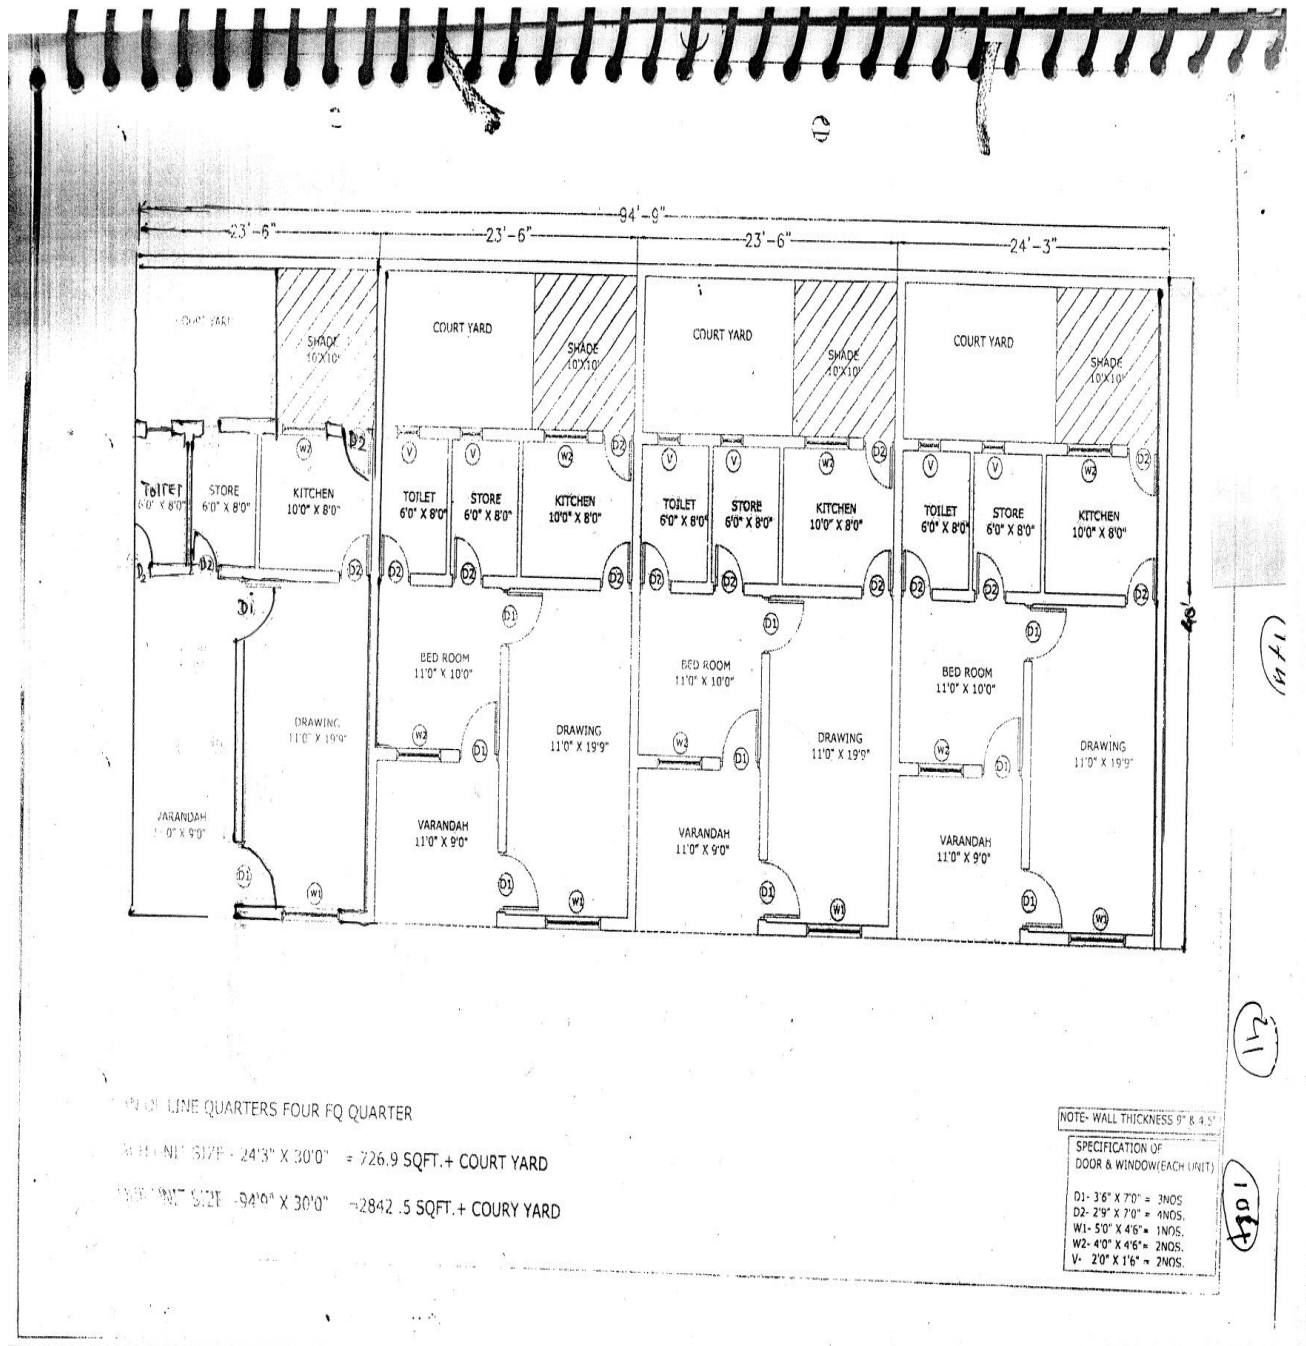 94'-9"
23'-6" 23'-6" 23'-6" 24'-3"
COURT YARD COURT YARD COURT YARD COURT YARD
SHADE SHADE SHADE SHADE
10'X10' 10'X10' 10'X10' 10'X10'
D2 D2 D2 D2
W2 V V W2 V V W2 V V W2
TOILET STORE KITCHEN TOILET STORE KITCHEN TOILET STORE KITCHEN TOILET STORE KITCHEN
6'0" X 8'0" 6'0" X 8'0" 10'0" X 8'0" 6'0" X 8'0" 6'0" X 8'0" 10'0" X 8'0" 6'0" X 8'0" 6'0" X 8'0" 10'0" X 8'0" 6'0" X 8'0" 6'0" X 8'0" 10'0" X 8'0"
D2 D2 D2 D2 D2 D2 D2 D2 D2 D2 D2 D2
D1 D1 D1 D1
40'
BED ROOM BED ROOM BED ROOM
11'0" X 10'0" 11'0" X 10'0" 11'0" X 10'0"
DRAWING DRAWING DRAWING DRAWING
11'0" X 19'9" 11'0" X 19'9" 11'0" X 19'9" 11'0" X 19'9"
W2 D1 W2 D1 W2 D1
VARANDAH VARANDAH VARANDAH VARANDAH
0" X 9'0" 11'0" X 9'0" 11'0" X 9'0" 11'0" X 9'0"
D1 D1 D1 D1
W1 W1 W1 W1
OF LINE QUARTERS FOUR FQ QUARTER
SIZE - 24'3" X 30'0" = 726.9 SQFT.+ COURT YARD
SIZE -94'9" X 30'0" =2842 .5 SQFT.+ COURY YARD
NOTE- WALL THICKNESS 9" & 4.5"
SPECIFICATION OF
DOOR & WINDOW(EACH UNIT)
D1- 3'6" X 7'0" = 3NOS
D2- 2'9" X 7'0" = 4NOS.
W1- 5'0" X 4'6" = 1NOS.
W2- 4'0" X 4'6" = 2NOS.
V- 2'0" X 1'6" = 2NOS.